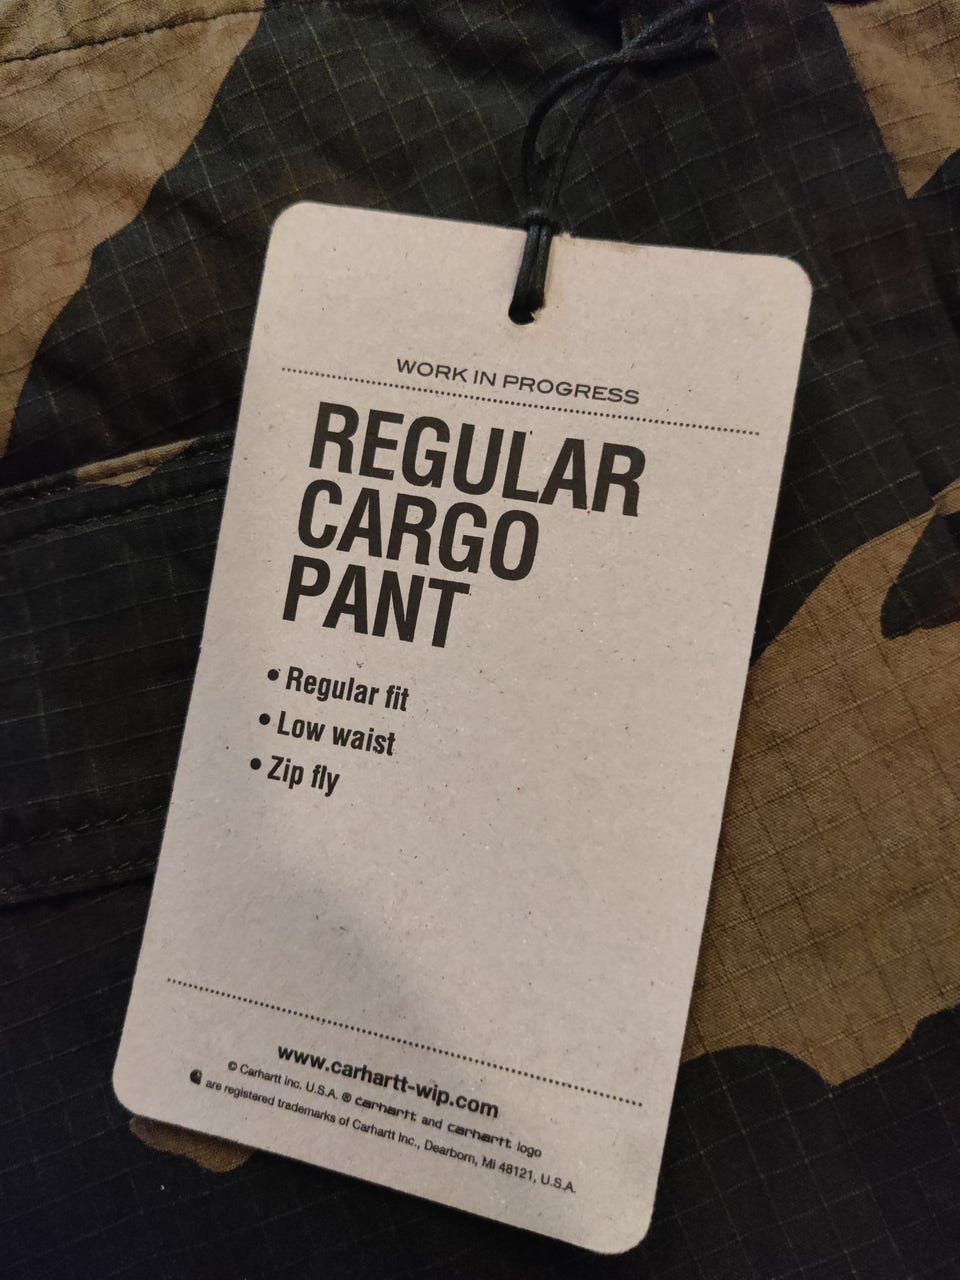 WORK IN PROGRESS
REGULAR
CARGO
PANT
• Regular fit
• Low waist
• Zip fly
www.carhartt-wip.com
© Carhartt Inc. U.S.A. ® carhartt and carhartt logo
are registered trademarks of Carhartt Inc., Dearborn, Mi 48121, U.S.A.